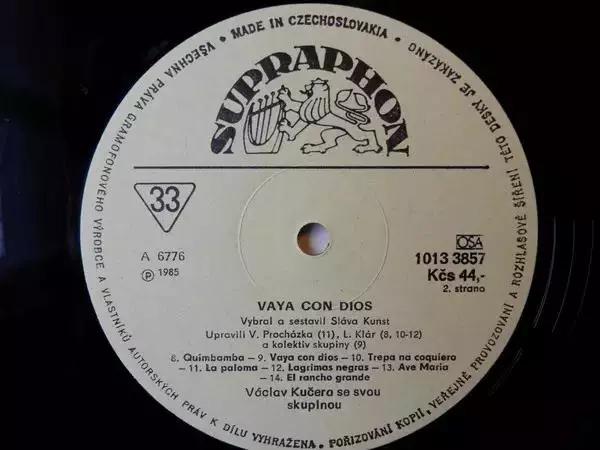 MADE IN CZECHOSLOVAKIA •
VŠECHNA PRÁVA GRAMOFONOVÉHO VÝROBCE A VLASTNÍKŮ AUTORSKÝCH PRÁV K DÍLU VYHRAŽENA. • POŘIZOVÁNÍ KOPIÍ, VEŘEJNÉ PROVOZOVÁNÍ A ROZHLASOVÉ ŠÍŘENÍ TÉTO DESKY JE ZAKÁZÁNO •
SUPRAPHON
33
A 6776
Ⓟ 1985
OSA
1013 3857
Kčs 44,-
2. strana
VAYA CON DIOS
Vybral a sestavil Sláva Kunst
Upravili V. Procházka (11), L. Klár (8, 10-12)
a kolektiv skupiny (9)
8. Quimbamba – 9. Vaya con dios – 10. Trepa na coquiero
– 11. La paloma – 12. Lagrimas negras – 13. Ave Maria
– 14. El rancho grande
Václav Kučera se svou
skupinou